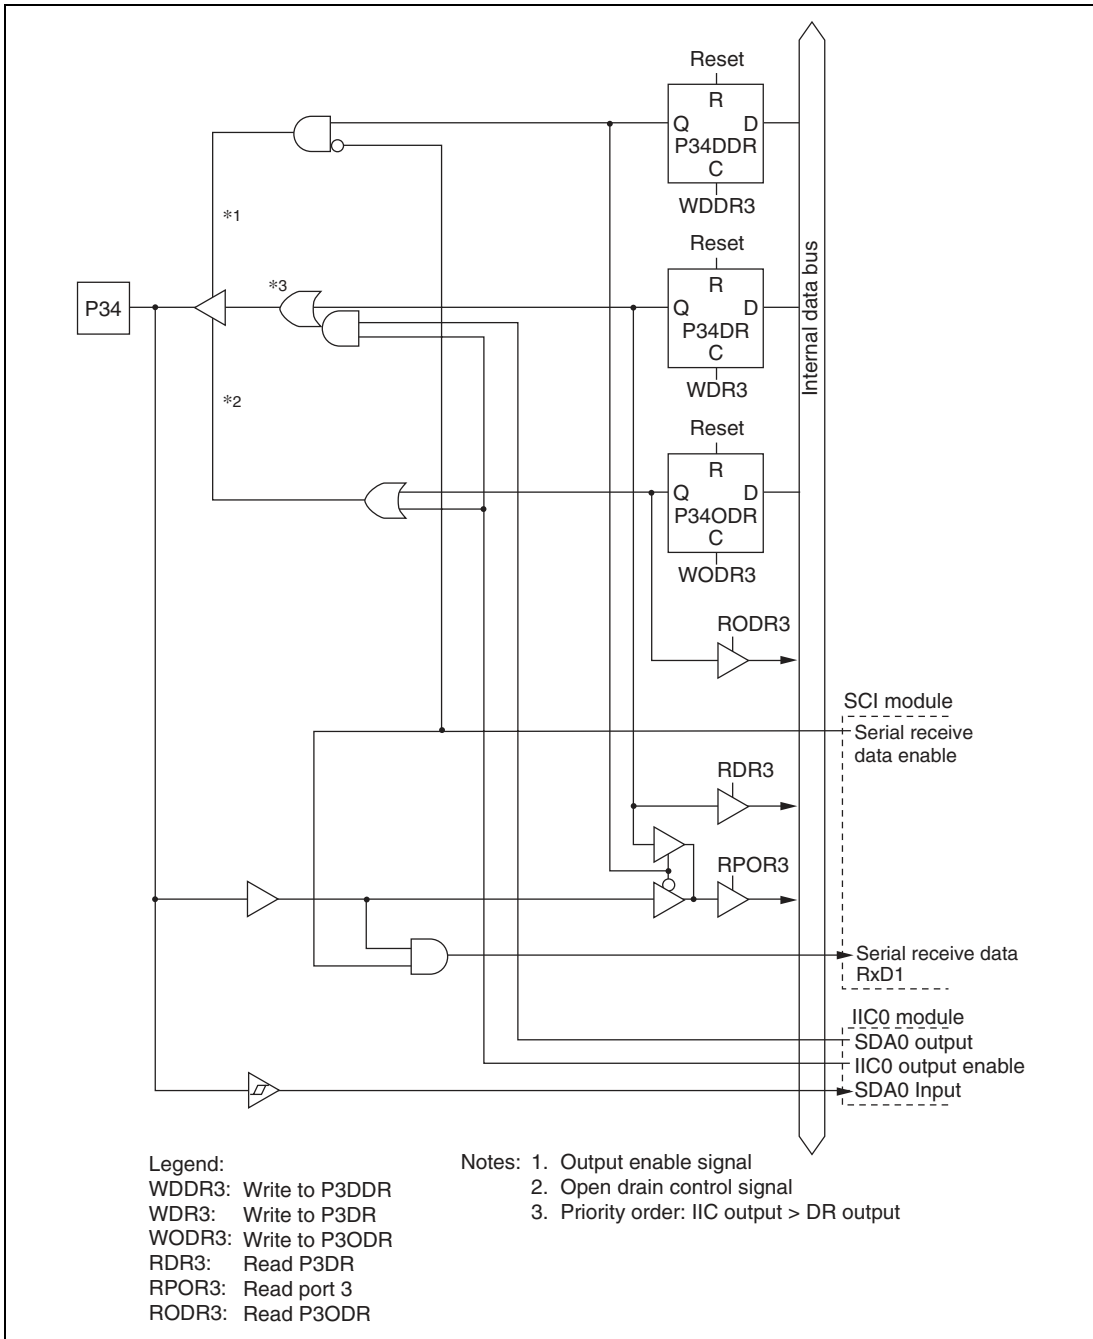 Reset
R
Q D
P34DDR
C
WDDR3
*1
Reset
R
*3
P34
Q D
P34DR
C
WDR3
Internal data bus
*2
Reset
R
Q D
P34ODR
C
WODR3
RODR3
SCI module
Serial receive
data enable
RDR3
RPOR3
Serial receive data
RxD1
IIC0 module
SDA0 output
IIC0 output enable
SDA0 Input
Legend:
WDDR3: Write to P3DDR
WDR3: Write to P3DR
WODR3: Write to P3ODR
RDR3: Read P3DR
RPOR3: Read port 3
RODR3: Read P3ODR
Notes: 1. Output enable signal
2. Open drain control signal
3. Priority order: IIC output > DR output